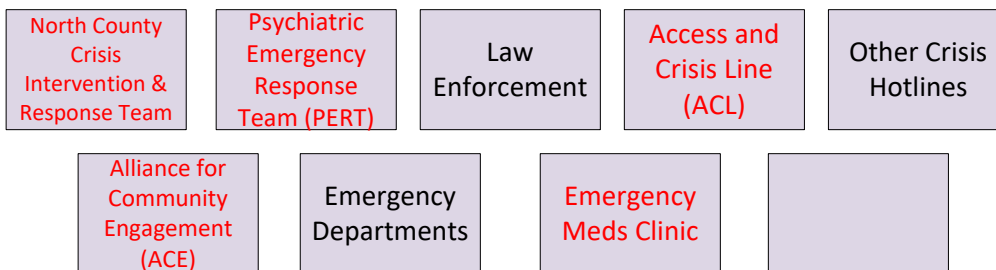 North County
Crisis
Intervention &
Response Team
Psychiatric
Emergency
Response
Team (PERT)
Law
Enforcement
Access and
Crisis Line
(ACL)
Other Crisis
Hotlines
Alliance for
Community
Engagement
(ACE)
Emergency
Departments
Emergency
Meds Clinic